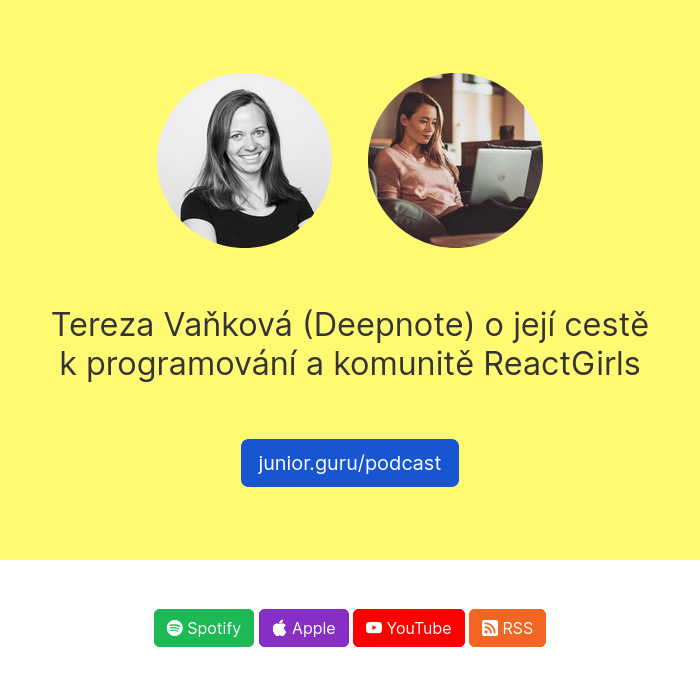 Tereza Vaňková (Deepnote) o její cestě
k programování a komunitě ReactGirls
junior.guru/podcast
Spotify Apple YouTube RSS